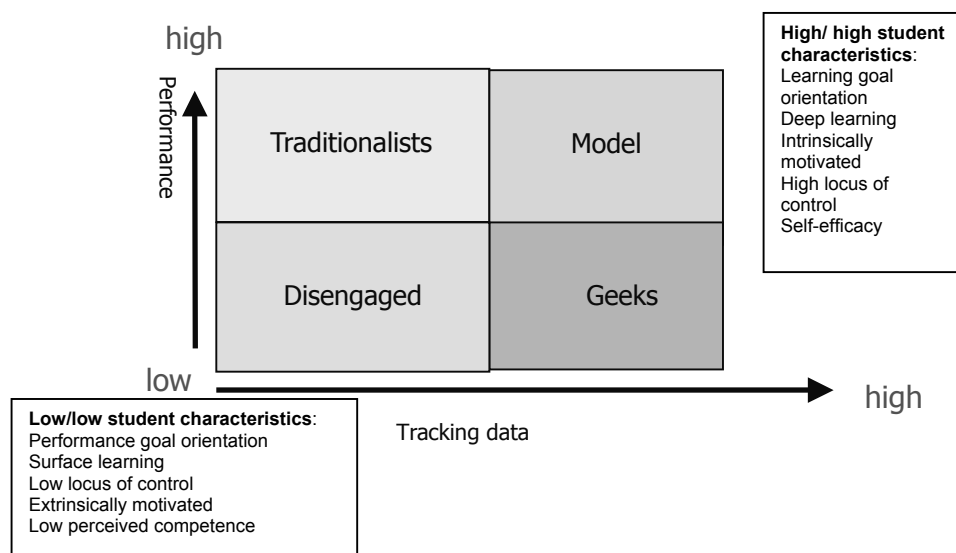 high
Performance
Traditionalists
Model
Disengaged
Geeks
low
high
Tracking data
High/ high student
characteristics:
Learning goal
orientation
Deep learning
Intrinsically
motivated
High locus of
control
Self-efficacy
Low/low student characteristics:
Performance goal orientation
Surface learning
Low locus of control
Extrinsically motivated
Low perceived competence